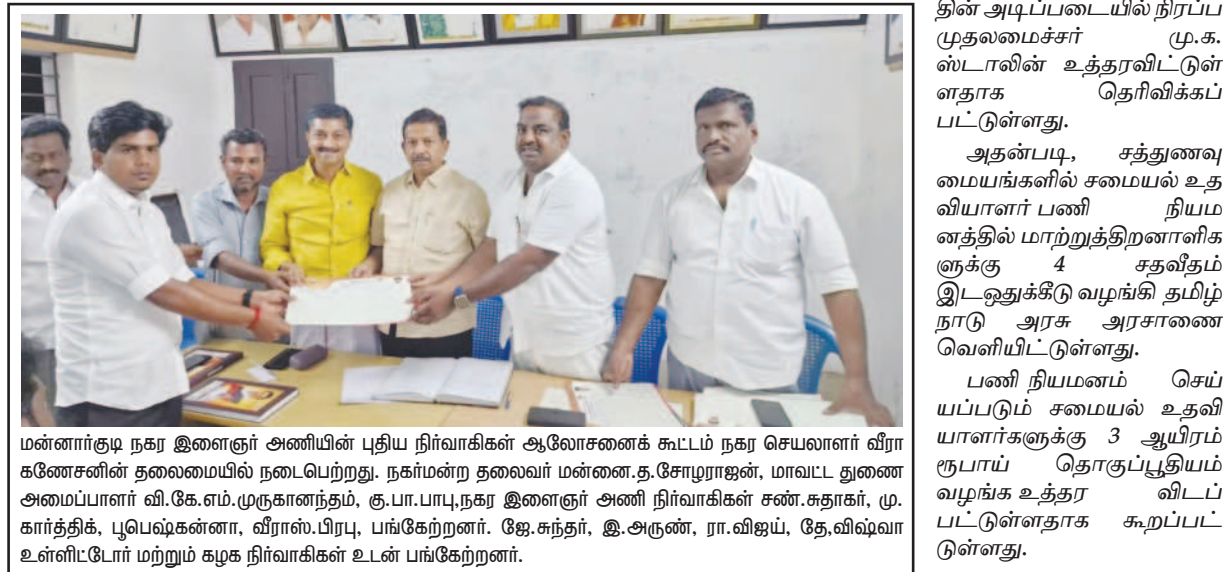 மன்னார்குடி நகர இளைஞர் அணியின் புதிய நிர்வாகிகள் ஆலோசனைக் கூட்டம் நகர செயலாளர் வீரா
கணேசனின் தலைமையில் நடைபெற்றது. நகர்மன்ற தலைவர் மன்னை.த.சோழராஜன், மாவட்ட துணை
அமைப்பாளர் வி.கே.எம்.முருகானந்தம், கு.பா.பாபு,நகர இளைஞர் அணி நிர்வாகிகள் சண்.சுதாகர், மு.
கார்த்திக், பூபெஷ்கன்னா, வீராஸ்.பிரபு, பங்கேற்றனர். ஜே.சுந்தர், இ.அருண், ரா.விஜய், தே,விஷ்வா
உள்ளிட்டோர் மற்றும் கழக நிர்வாகிகள் உடன் பங்கேற்றனர்.
தின் அடிப்படையில் நிரப்ப
முதலமைச்சர் மு.க.
ஸ்டாலின் உத்தரவிட்டுள்
ளதாக தெரிவிக்கப்
பட்டுள்ளது.
அதன்படி, சத்துணவு
மையங்களில் சமையல் உத
வியாளர் பணி நியம
னத்தில் மாற்றுத்திறனாளிக
ளுக்கு 4 சதவீதம்
இடஒதுக்கீடு வழங்கி தமிழ்
நாடு அரசு அரசாணை
வெளியிட்டுள்ளது.
பணி நியமனம் செய்
யப்படும் சமையல் உதவி
யாளர்களுக்கு 3 ஆயிரம்
ரூபாய் தொகுப்பூதியம்
வழங்க உத்தர விடப்
பட்டுள்ளதாக கூறப்பட்
டுள்ளது.